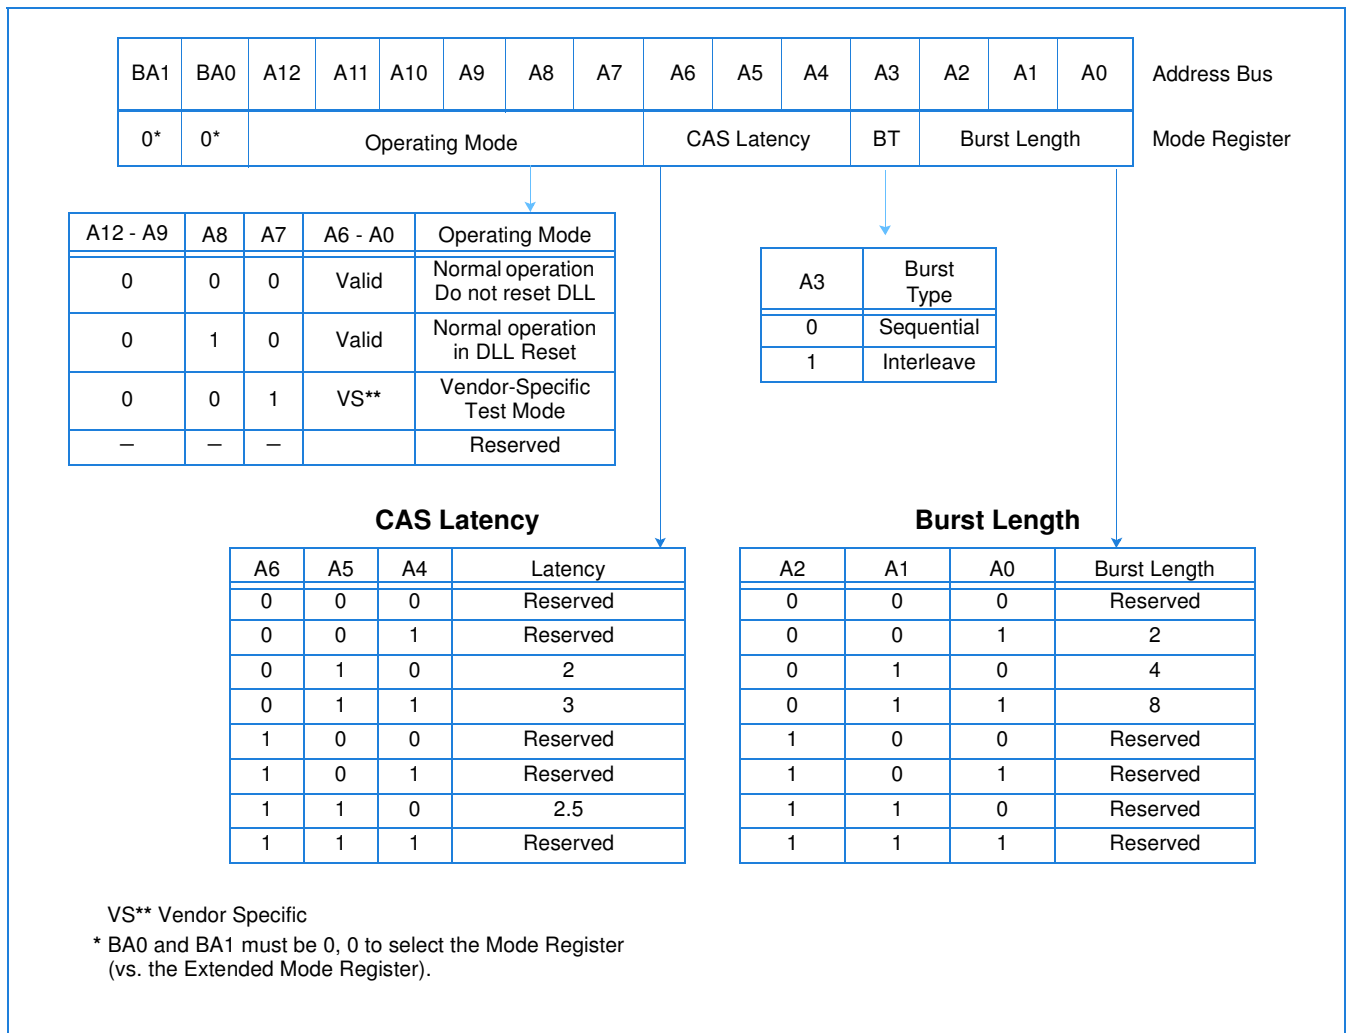 BA1 BA0 A12 A11 A10 A9 A8 A7 A6 A5 A4 A3 A2 A1 A0 Address Bus
0* 0* Operating Mode CAS Latency BT Burst Length Mode Register
A12 - A9 A8 A7 A6 - A0 Operating Mode
0 0 0 Valid Normal operation
Do not reset DLL
0 1 0 Valid Normal operation
in DLL Reset
0 0 1 VS** Vendor-Specific
Test Mode
– – – Reserved
A3 Burst
Type
0 Sequential
1 Interleave
CAS Latency
A6 A5 A4 Latency
0 0 0 Reserved
0 0 1 Reserved
0 1 0 2
0 1 1 3
1 0 0 Reserved
1 0 1 Reserved
1 1 0 2.5
1 1 1 Reserved
Burst Length
A2 A1 A0 Burst Length
0 0 0 Reserved
0 0 1 2
0 1 0 4
0 1 1 8
1 0 0 Reserved
1 0 1 Reserved
1 1 0 Reserved
1 1 1 Reserved
VS** Vendor Specific
* BA0 and BA1 must be 0, 0 to select the Mode Register
(vs. the Extended Mode Register).